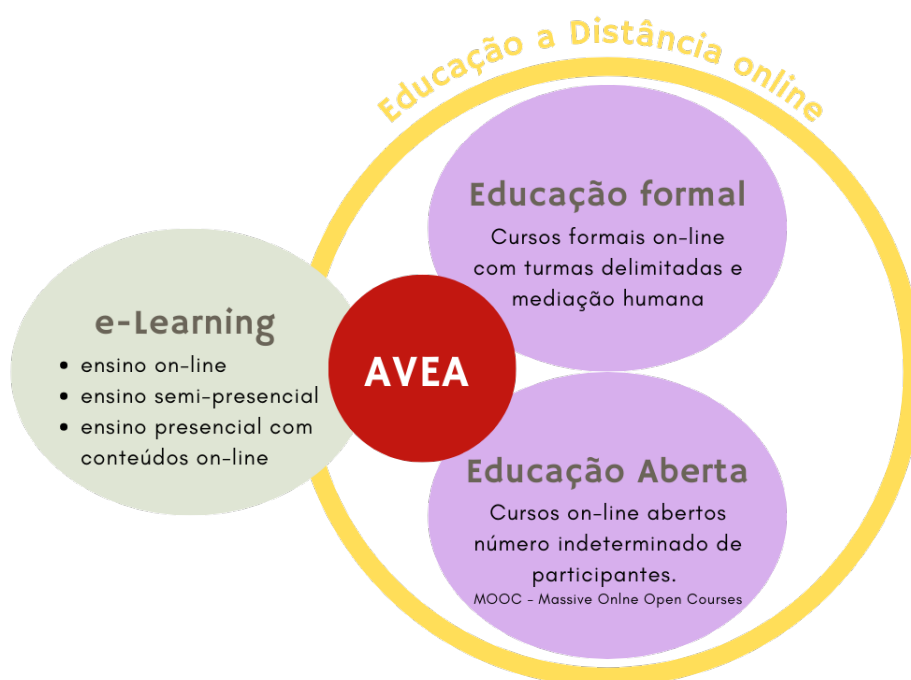 Educação a Distância online
Educação formal
Cursos formais on-line
com turmas delimitadas e
mediação humana
e-Learning
• ensino on-line
• ensino semi-presencial
• ensino presencial com
conteúdos on-line
AVEA
Educação Aberta
Cursos on-line abertos
número indeterminado de
participantes.
MOOC - Massive Onlne Open Courses